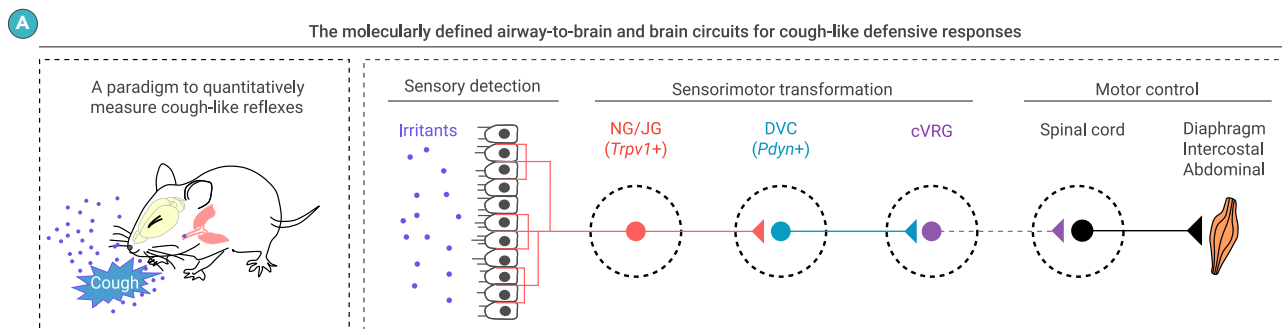 A
The molecularly defined airway-to-brain and brain circuits for cough-like defensive responses
A paradigm to quantitatively
measure cough-like reflexes
Cough
Sensory detection
Sensorimotor transformation
Motor control
Irritants
NG/JG
(Trpv1+)
DVC
(Pdyn+)
cVRG
Spinal cord
Diaphragm
Intercostal
Abdominal